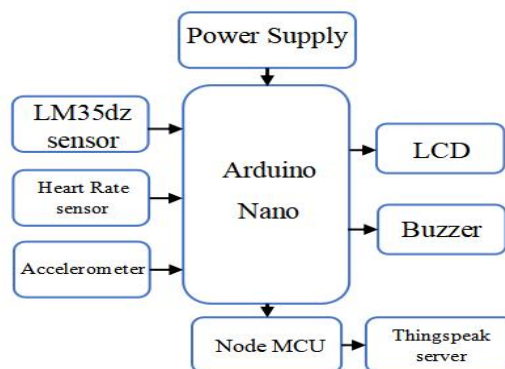 Power Supply
LM35dz
sensor
Heart Rate
sensor
Accelerometer
Arduino
Nano
LCD
Buzzer
Node MCU
Thingspeak
server